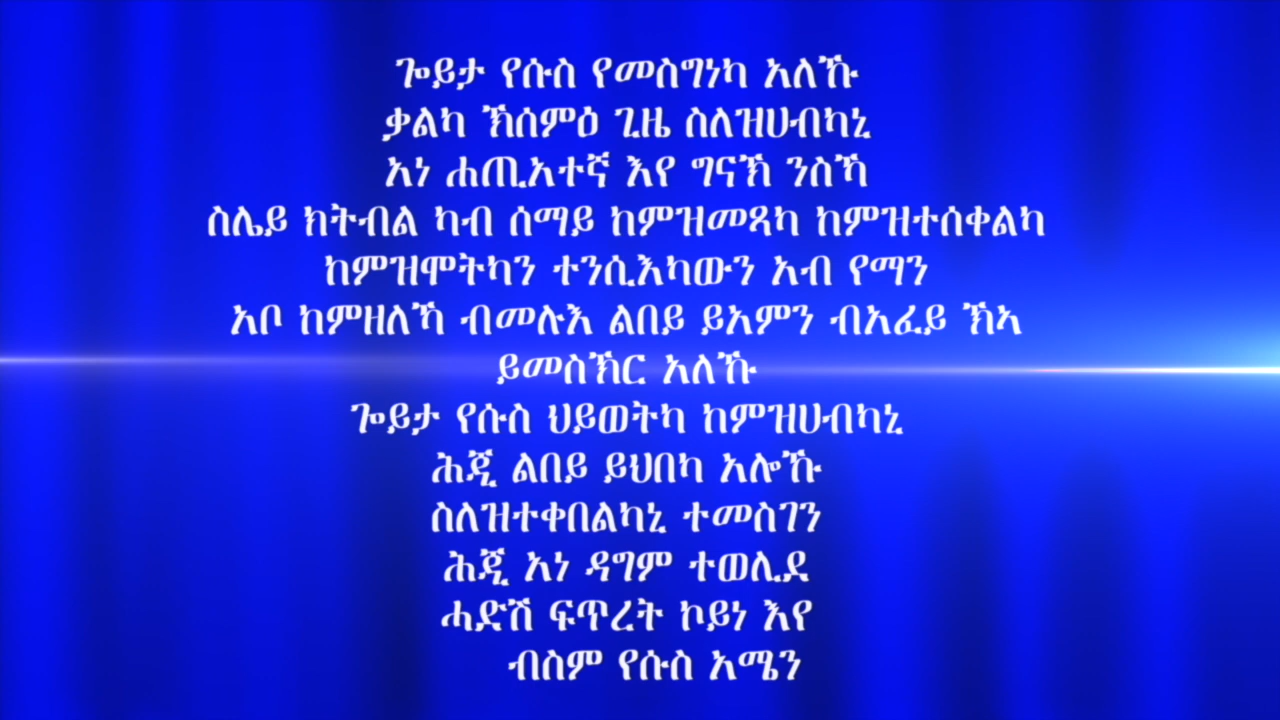 ጐይታ የሱስ የመስግነካ አለኹ
ቃልካ ኽሰምዕ ጊዜ ስለዝሀብካኒ
አነ ሐጢአተኛ እየ ግናኽ ንስኻ
ስሌይ ክትብል ካብ ሰማይ ከምዝመጻካ ከምዝተሰቀልካ
ከምዝሞትካን ተንሲእካውን አብ የማን
አቦ ከምዘለኻ ብመሉእ ልበይ ይአምን ብአፈይ ኽኣ
ይመስኽር አለኹ
ጐይታ የሱስ ህይወትካ ከምዝሀብካኒ
ሕጂ ልበይ ይህበካ አሎኹ
ስለዝተቀበልካኒ ተመስገን
ሕጂ አነ ዳግም ተወሊደ
ሓድሽ ፍጥረት ኮይነ እየ
ብስም የሱስ አሜን